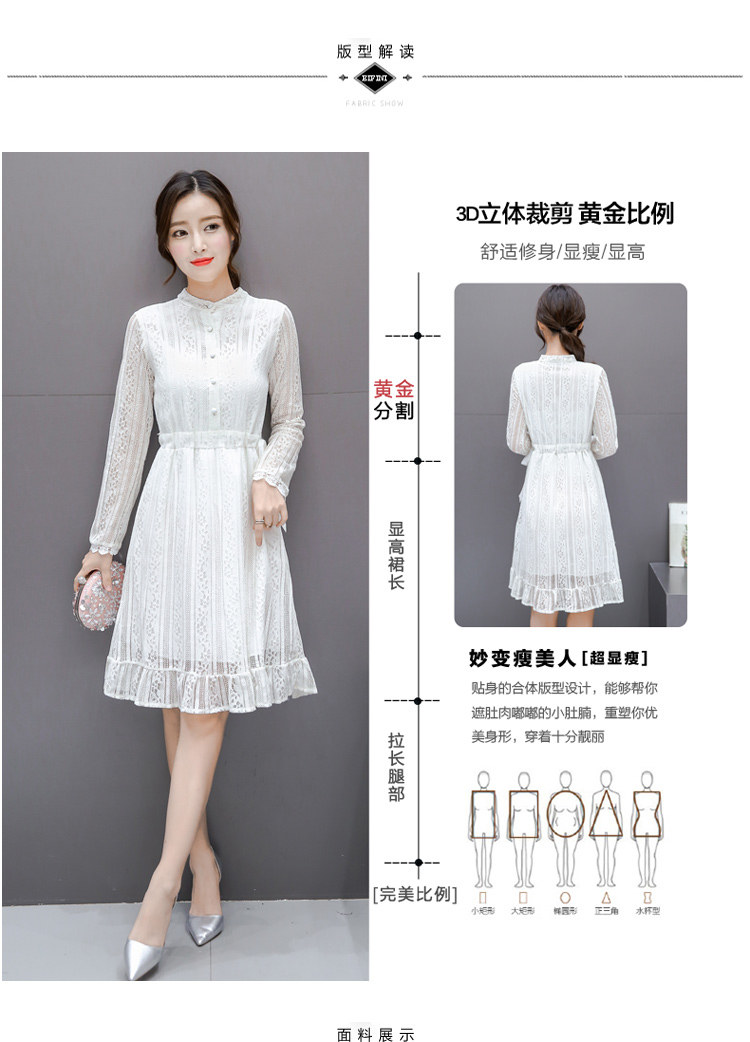 版型解读
EIFINI
FABRIC SHOW
3D立体裁剪 黄金比例
舒适修身/显瘦/显高
黄金
分割
显高裙长
拉长腿部
[完美比例]
妙变瘦美人[超显瘦]
贴身的合体版型设计，能够帮你
遮肚肉嘟嘟的小肚腩，重塑你优
美身形，穿着十分靓丽
小矩形 大矩形 椭圆形 正三角 水杯型
面料展示